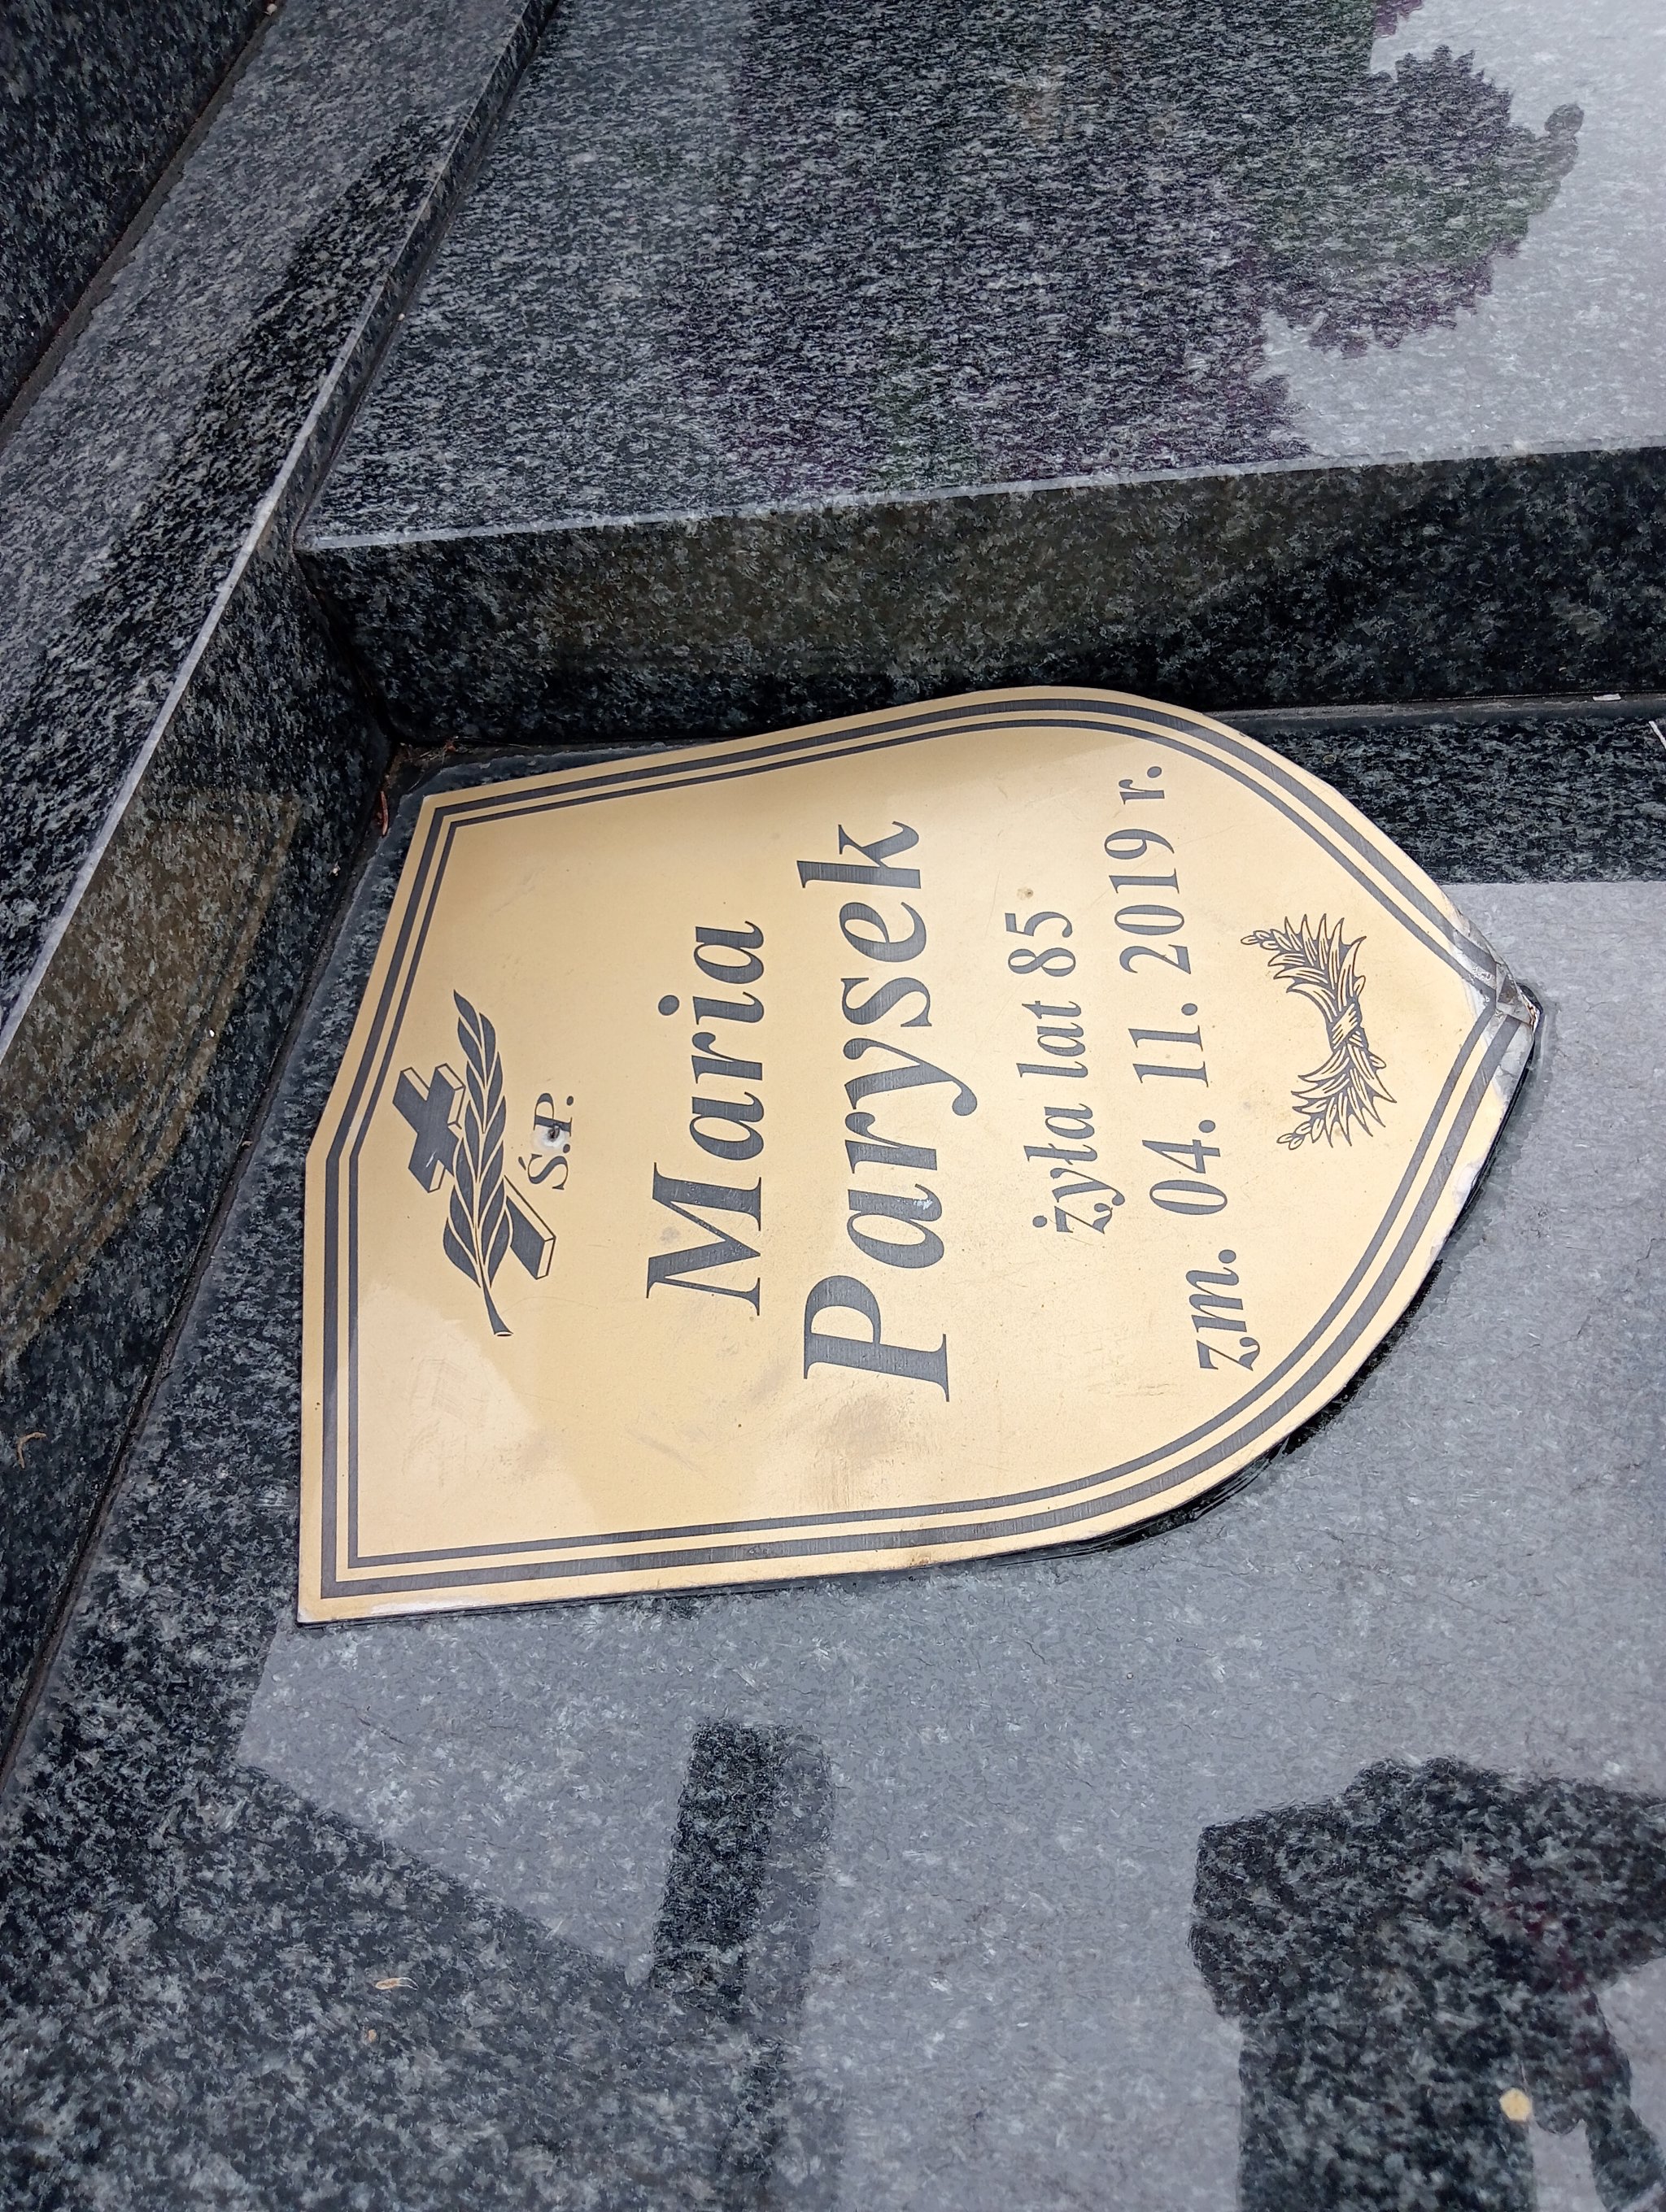 Ś.P.
Maria
Parysek
żyła lat 85
zm. 04. 11. 2019 r.